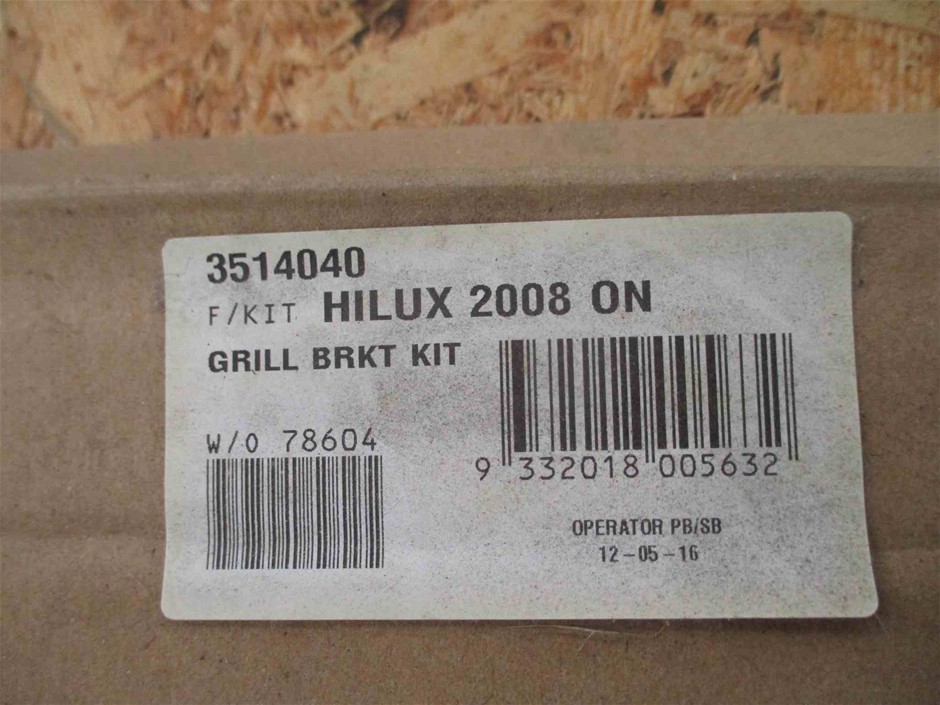 3514040
F/KIT HILUX 2008 ON
GRILL BRKT KIT
W/O 78604
9 332018 005632
OPERATOR PB/SB
12-05-16